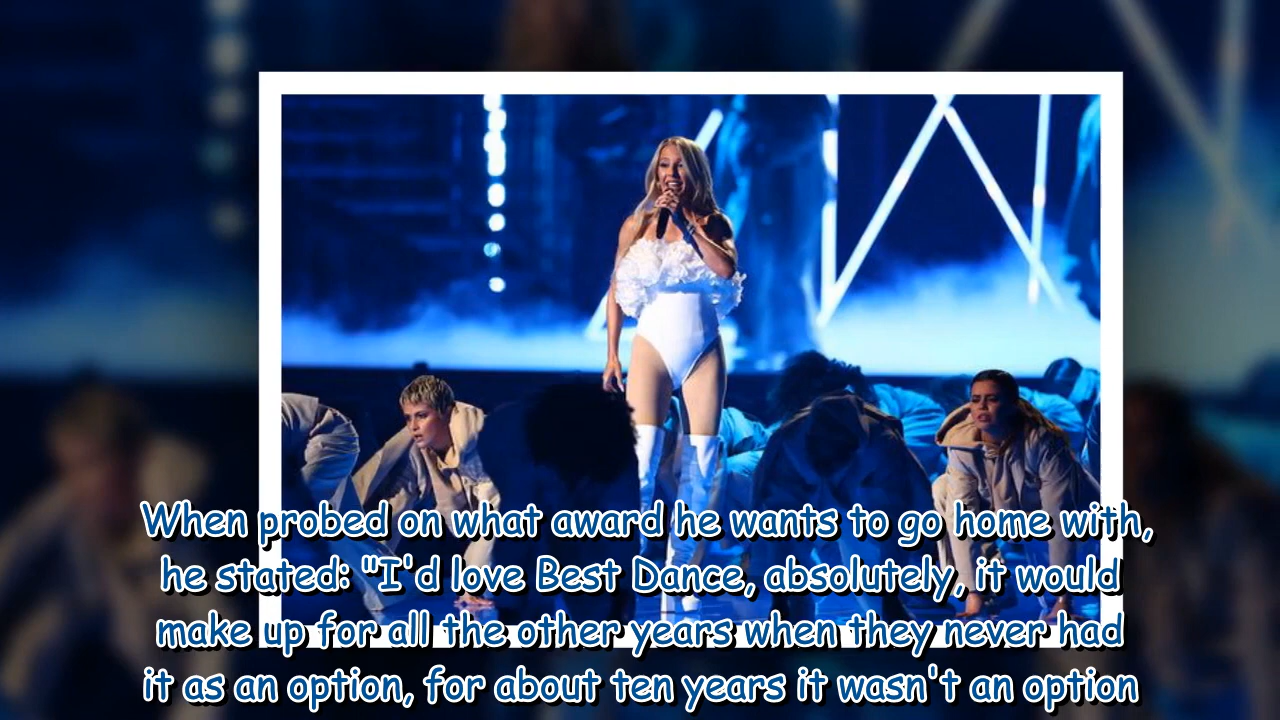 When probed on what award he wants to go home with,
he stated: "I'd love Best Dance, absolutely, it would
make up for all the other years when they never had
it as an option, for about ten years it wasn't an option